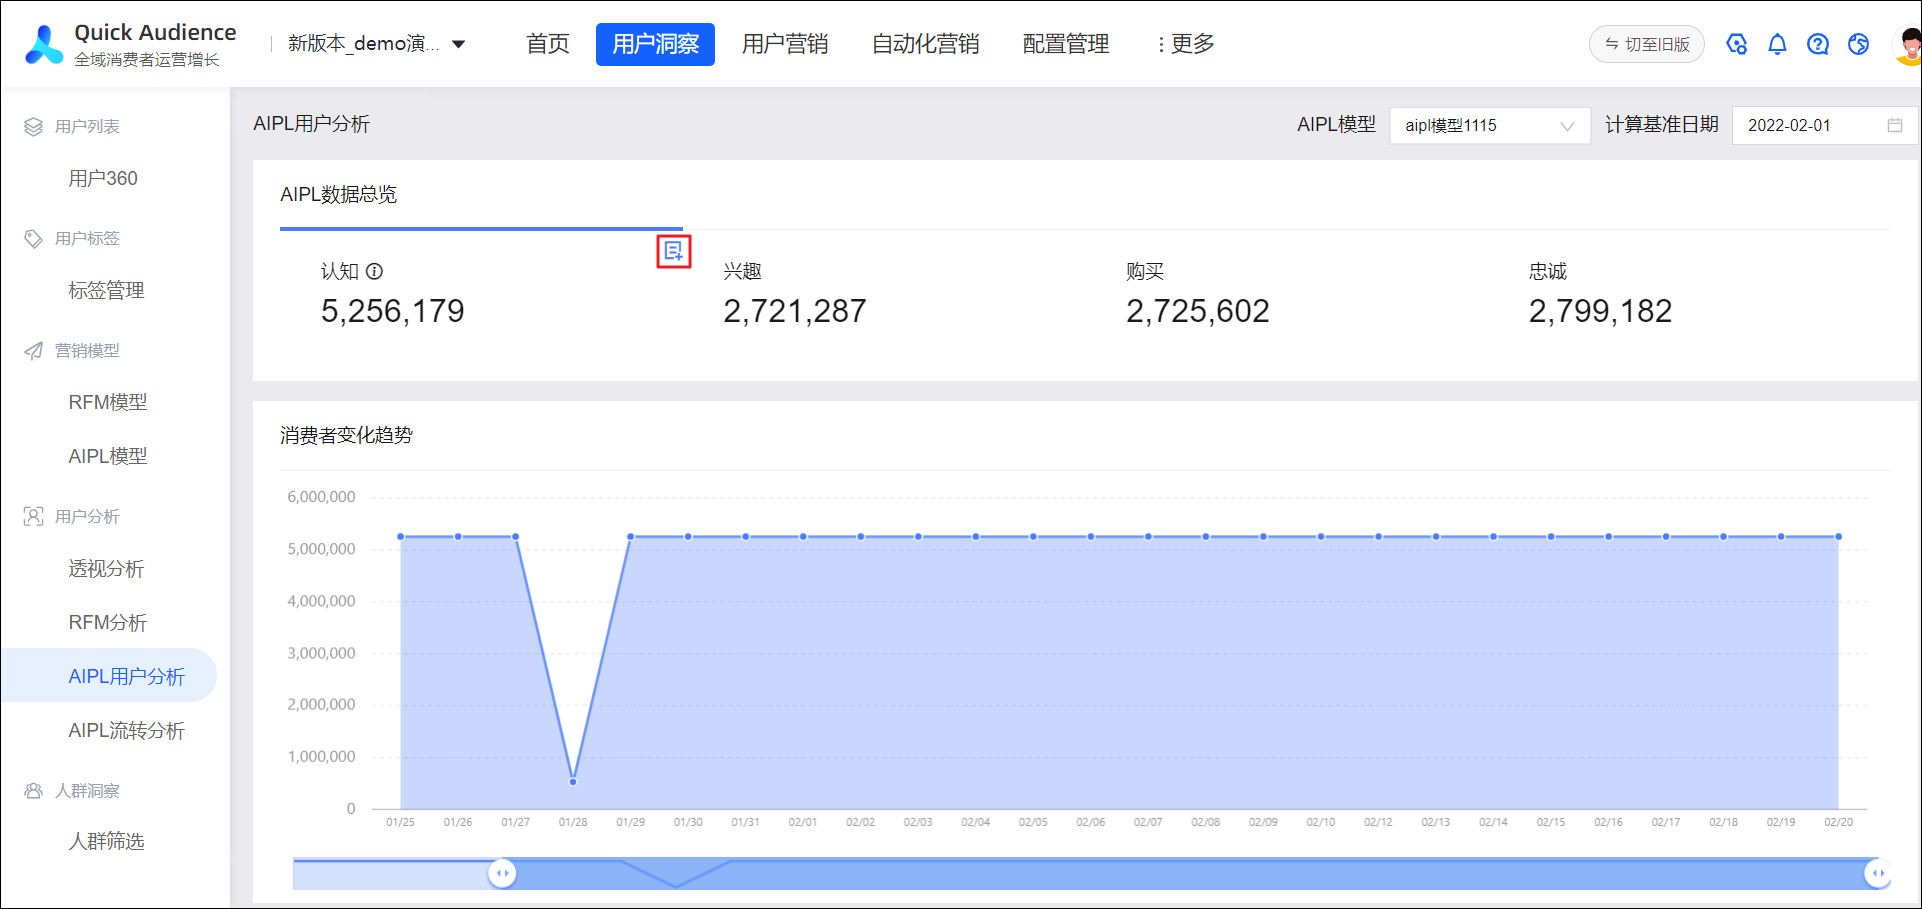 Quick Audience
全域消费者运营增长
新版本_demo演...
首页
用户洞察
用户营销
自动化营销
配置管理
更多
切至旧版
用户列表
用户360
用户标签
标签管理
营销模型
RFM模型
AIPL模型
用户分析
透视分析
RFM分析
AIPL用户分析
AIPL流转分析
人群洞察
人群筛选
AIPL用户分析
AIPL模型
aipl模型1115
计算基准日期
2022-02-01
AIPL数据总览
认知
5,256,179
兴趣
2,721,287
购买
2,725,602
忠诚
2,799,182
消费者变化趋势
6,000,000
5,000,000
4,000,000
3,000,000
2,000,000
1,000,000
0
01/25 01/26 01/27 01/28 01/29 01/30 01/31 02/01 02/02 02/03 02/04 02/05 02/06 02/07 02/08 02/09 02/10 02/12 02/13 02/14 02/15 02/16 02/17 02/18 02/19 02/20